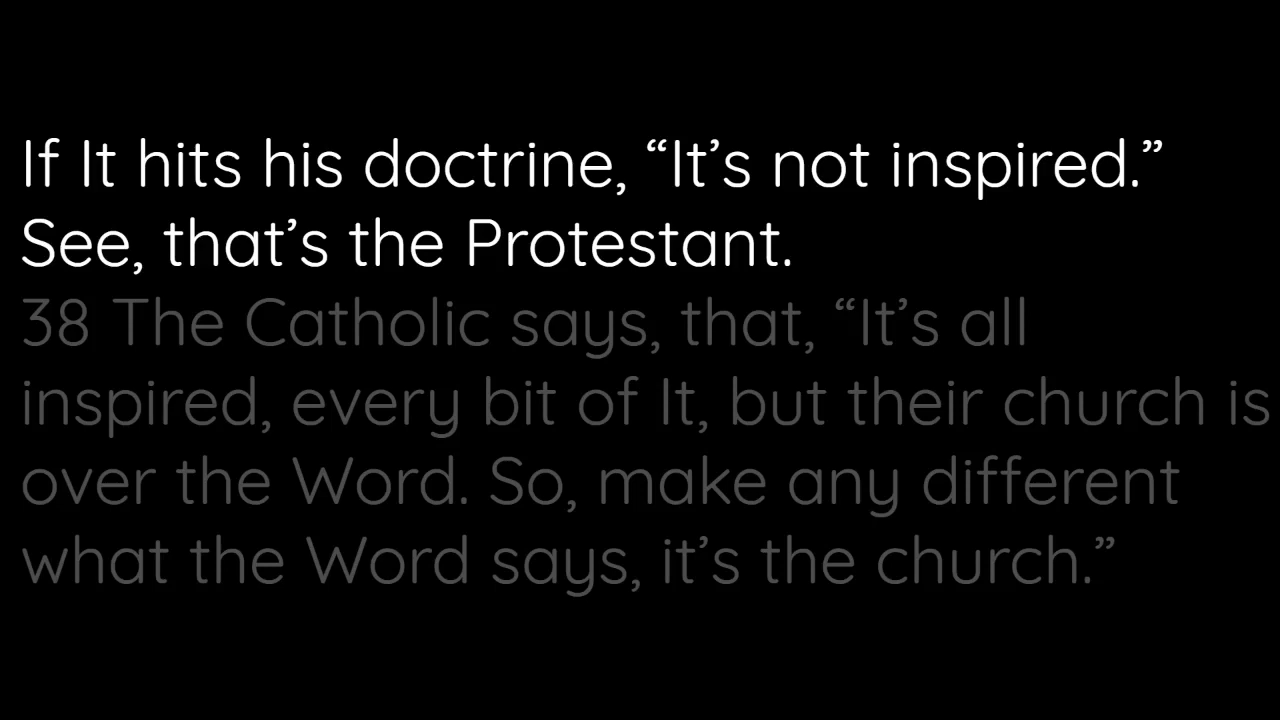 If It hits his doctrine, “It’s not inspired.”
See, that’s the Protestant.
38 The Catholic says, that, “It’s all
inspired, every bit of It, but their church is
over the Word. So, make any different
what the Word says, it’s the church.”